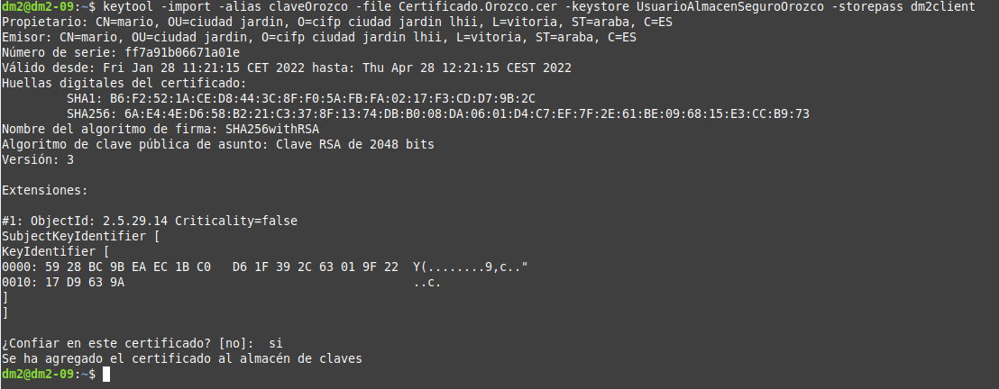 dm2@dm2-09:~$ keytool -import -alias claveOrozco -file Certificado.Orozco.cer -keystore UsuarioAlmacenSeguroOrozco -storepass dm2client
Propietario: CN=mario, OU=ciudad jardin, O=cifp ciudad jardin lhii, L=vitoria, ST=araba, C=ES
Emisor: CN=mario, OU=ciudad jardin, O=cifp ciudad jardin lhii, L=vitoria, ST=araba, C=ES
Número de serie: ff7a91b06671a01e
Válido desde: Fri Jan 28 11:21:15 CET 2022 hasta: Thu Apr 28 12:21:15 CEST 2022
Huellas digitales del certificado:
         SHA1: B6:F2:52:1A:CE:D8:44:3C:8F:F0:5A:FB:FA:02:17:F3:CD:D7:9B:2C
         SHA256: 6A:E4:4E:D6:58:B2:21:C3:37:8F:13:74:DB:B0:08:DA:06:01:D4:C7:EF:7F:2E:61:BE:09:68:15:E3:CC:B9:73
Nombre del algoritmo de firma: SHA256withRSA
Algoritmo de clave pública de asunto: Clave RSA de 2048 bits
Versión: 3
Extensiones:
#1: ObjectId: 2.5.29.14 Criticality=false
SubjectKeyIdentifier [
KeyIdentifier [
0000: 59 28 BC 9B EA EC 1B C0   D6 1F 39 2C 63 01 9F 22  Y(........9,c.."
0010: 17 D9 63 9A                                        ..c.
]
]
¿Confiar en este certificado? [no]:  si
Se ha agregado el certificado al almacén de claves
dm2@dm2-09:~$